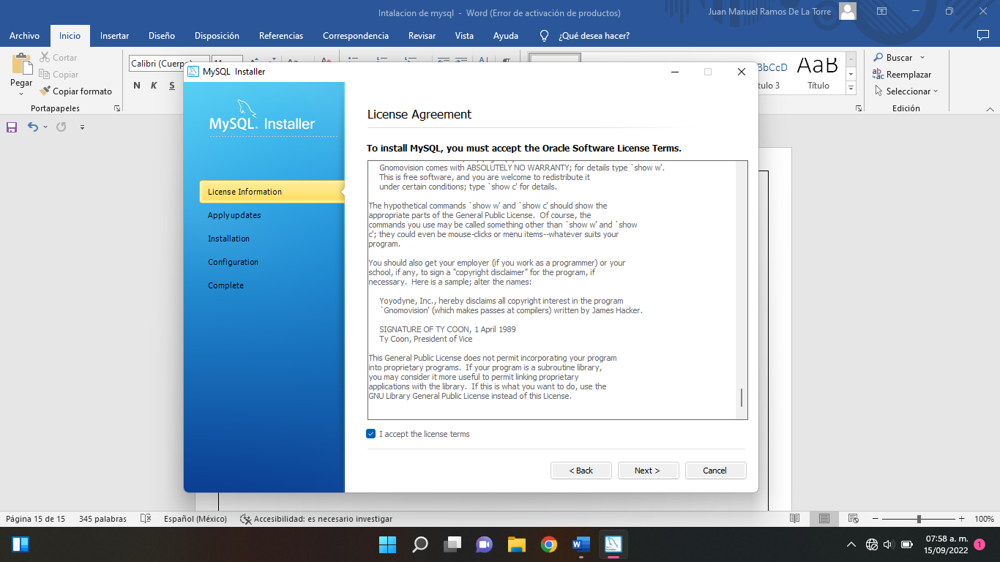 Intalacion de mysql - Word (Error de activación de productos)
Juan Manuel Ramos De La Torre
Archivo Inicio Insertar Diseño Disposición Referencias Correspondencia Revisar Vista Ayuda ¿Qué desea hacer?
Pegar
Cortar
Copiar
Copiar formato
Portapapeles
Calibri (Cuerpo)
N K S
AaB
Título
Buscar
Reemplazar
Seleccionar
Edición
MySQL Installer
MySQL Installer
License Information
Apply updates
Installation
Configuration
Complete
License Agreement
To install MySQL, you must accept the Oracle Software License Terms.
Gnomovision comes with ABSOLUTELY NO WARRANTY; for details type `show w'.
This is free software, and you are welcome to redistribute it
under certain conditions; type `show c' for details.
The hypothetical commands `show w' and `show c' should show the
appropriate parts of the General Public License. Of course, the
commands you use may be called something other than `show w' and `show
c'; they could even be mouse-clicks or menu items--whatever suits your
program.
You should also get your employer (if you work as a programmer) or your
school, if any, to sign a "copyright disclaimer" for the program, if
necessary. Here is a sample; alter the names:
Yoyodyne, Inc., hereby disclaims all copyright interest in the program
`Gnomovision' (which makes passes at compilers) written by James Hacker.
SIGNATURE OF TY COON, 1 April 1989
Ty Coon, President of Vice
This General Public License does not permit incorporating your program
into proprietary programs. If your program is a subroutine library,
you may consider it more useful to permit linking proprietary
applications with the library. If this is what you want to do, use the
GNU Library General Public License instead of this License.
I accept the license terms
< Back Next > Cancel
Página 15 de 15 345 palabras Español (México) Accesibilidad: es necesario investigar
100%
07:58 a. m.
15/09/2022
1